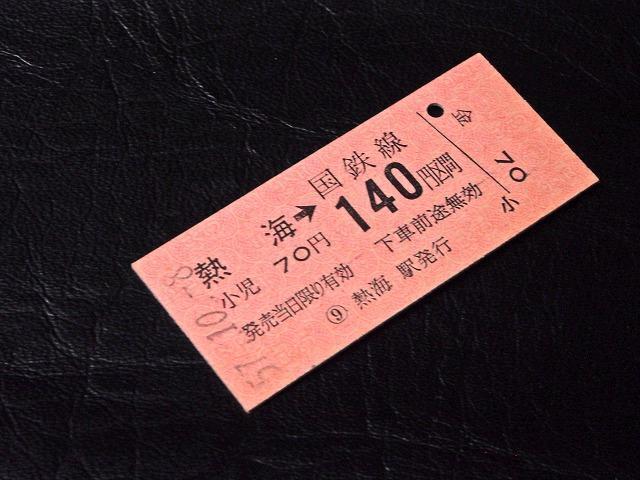 57.10.-8
熱 海➔国鉄線
140円区間
小児 70円
発売当日限り有効 下車前途無効
⑨ 熱海 駅発行
小 70